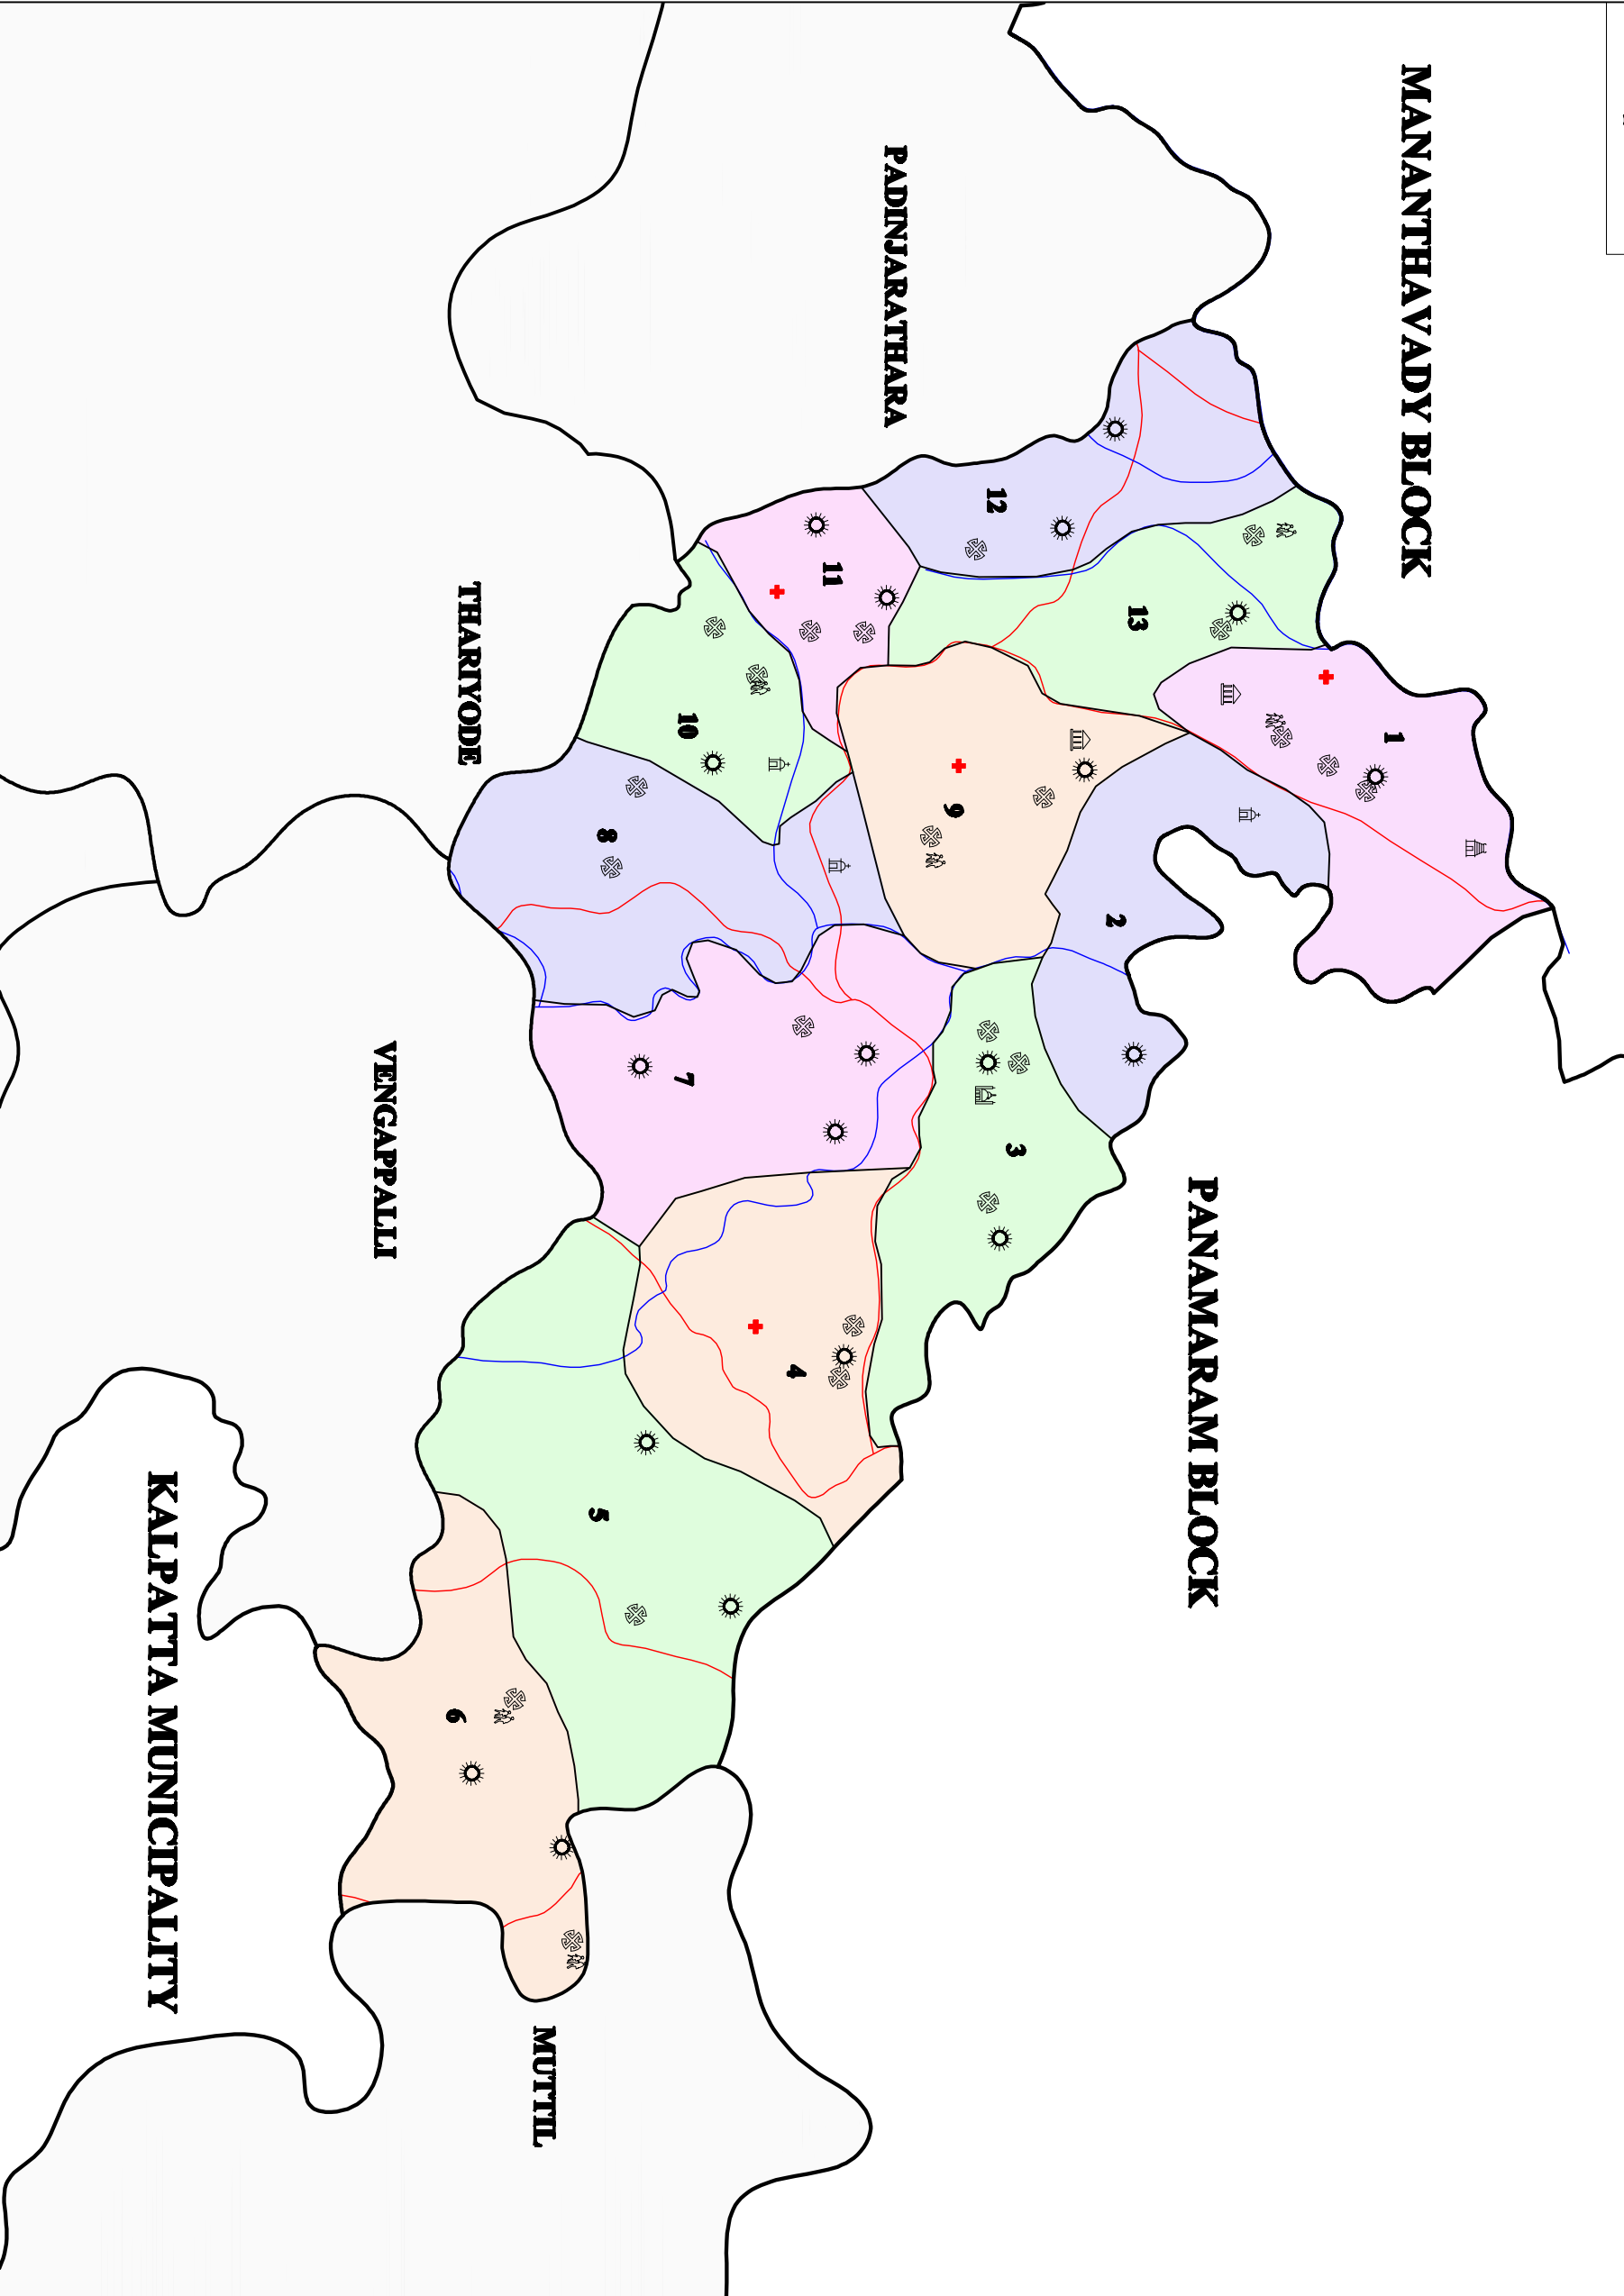 MANANTHAVADY BLOCK
PADINJARATHARA
12
13
11
1
10
9
THARIYODE
8
2
7
3
VENGAPPALLI
PANAMARAM BLOCK
4
5
6
KALPATTA MUNICIPALITY
MUTTIL